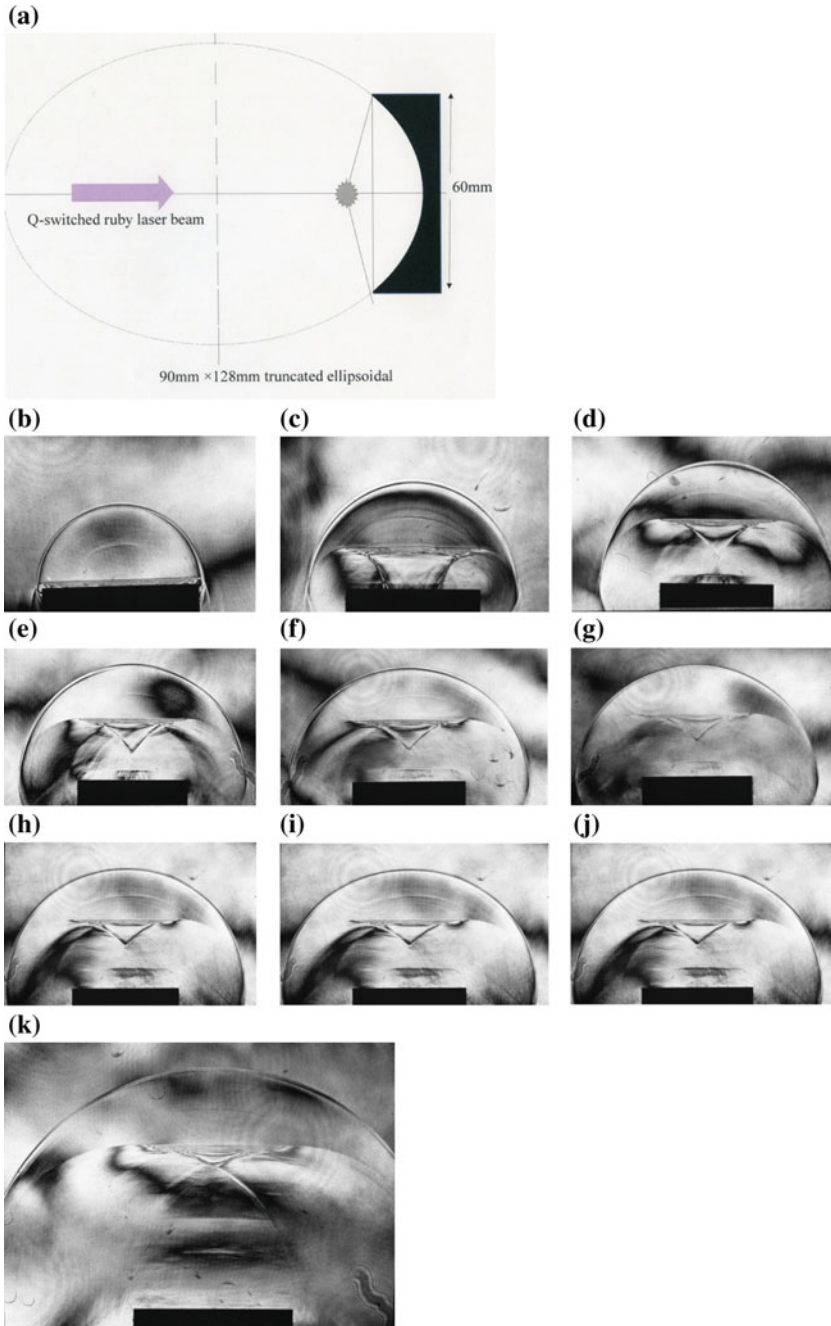 (a)
60mm
Q-switched ruby laser beam
90mm ×128mm truncated ellipsoidal
(b)
(c)
(d)
(e)
(f)
(g)
(h)
(i)
(j)
(k)